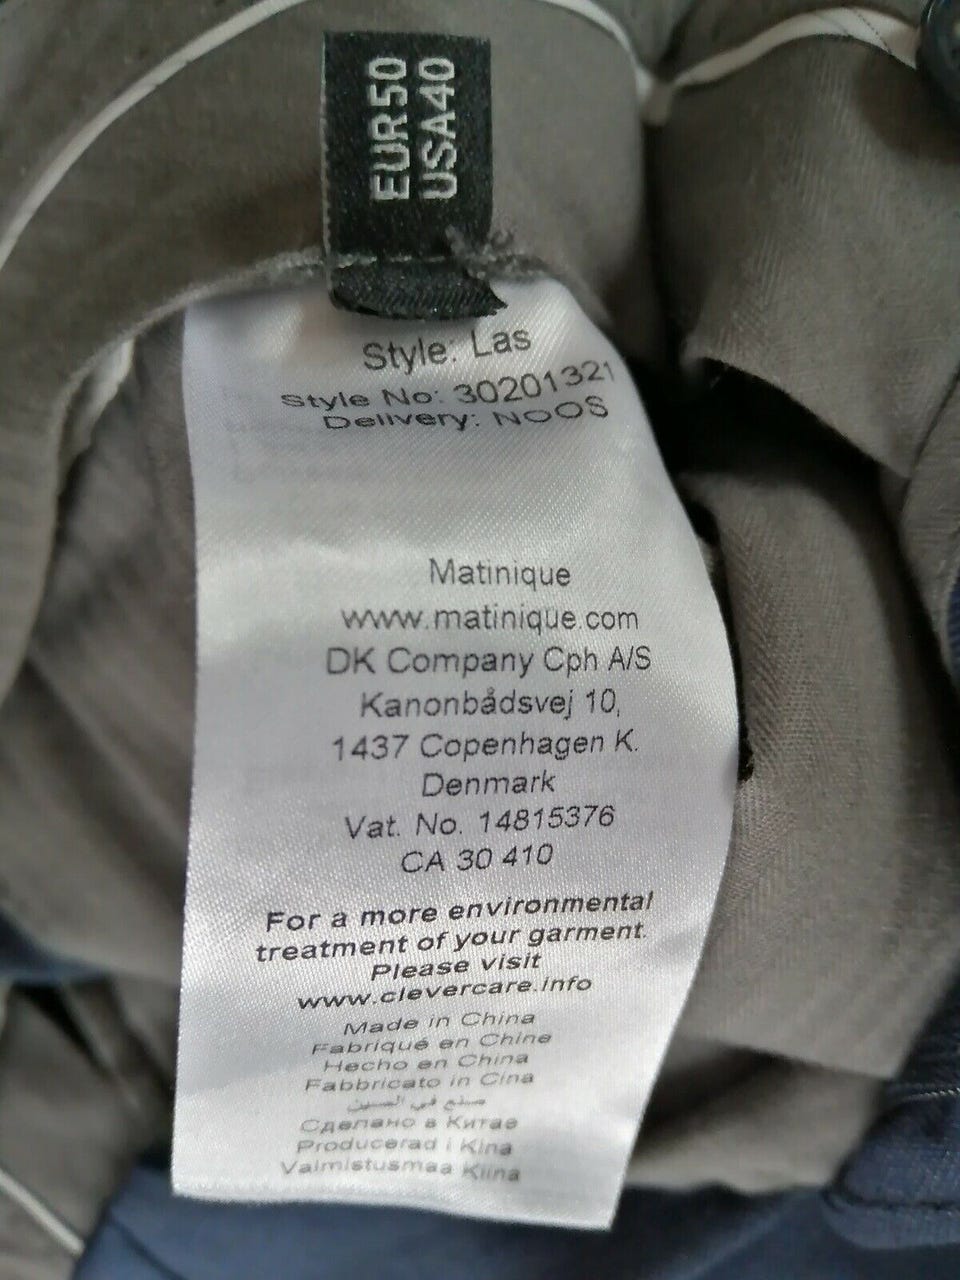 EUR50
USA40
Style: Las
Style No: 30201321
Delivery: NOOS
Matinique
www.matinique.com
DK Company Cph A/S
Kanonbådsvej 10,
1437 Copenhagen K.
Denmark
Vat. No. 14815376
CA 30 410
For a more environmental
treatment of your garment.
Please visit
www.clevercare.info
Made in China
Fabriqué en Chine
Hecho en China
Fabbricato in Cina
صنع في الصين
Сделано в Китае
Producerad i Kina
Valmistusmaa Kiina